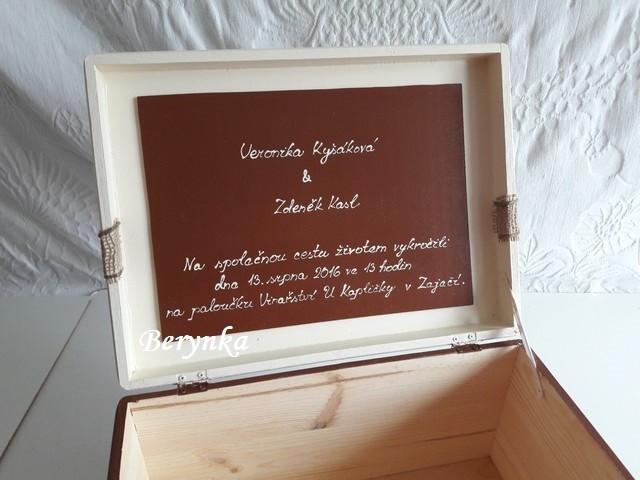 Veronika Kyšáková
&
Zdeněk Kasl
Na společnou cestu životem vykročili
dna 13. srpna 2016 ve 13 hodin
na paloučku Vinařství U Kapličky v Zaječí.
Berynka